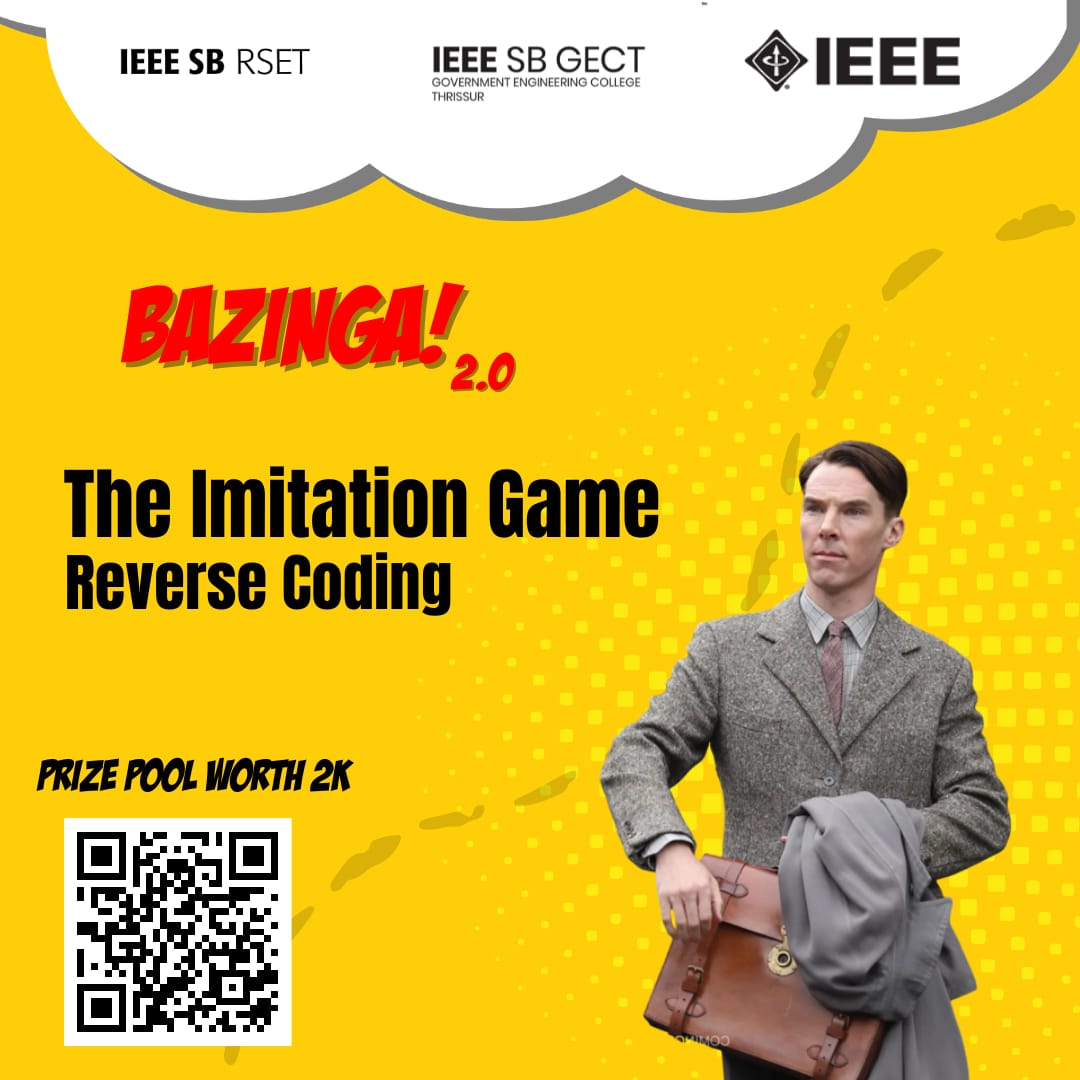 IEEE SB RSET
IEEE SB GECT
GOVERNMENT ENGINEERING COLLEGE
THRISSUR
IEEE
BAZINGA!
2.0
The Imitation Game
Reverse Coding
PRIZE POOL WORTH 2K